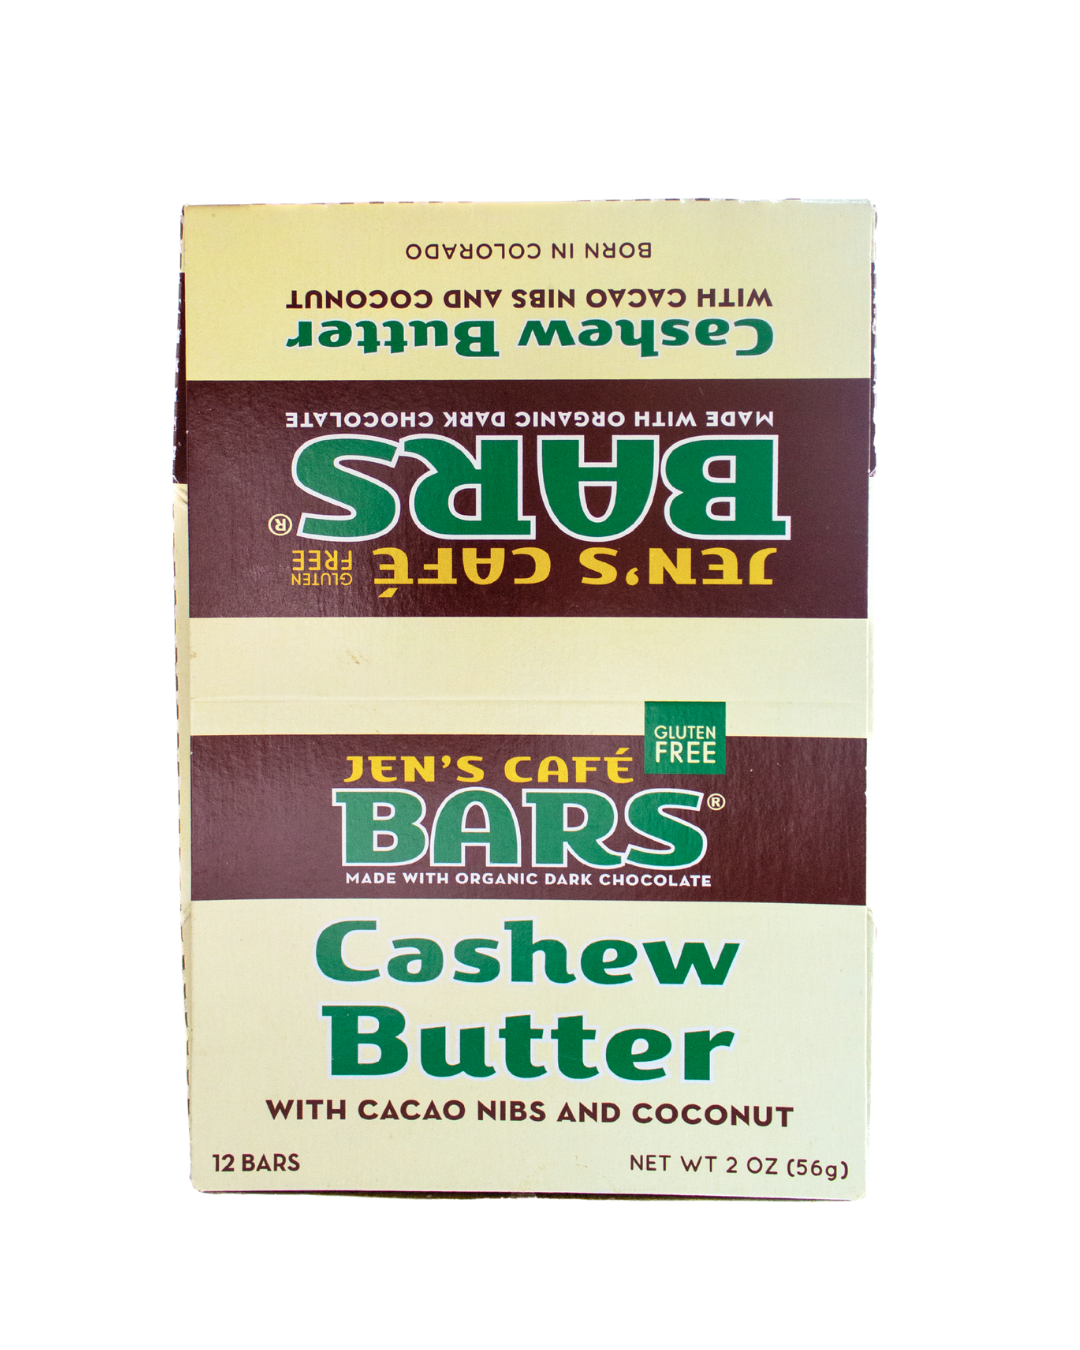 BORN IN COLORADO
WITH CACAO NIBS AND COCONUT
Cashew Butter
MADE WITH ORGANIC DARK CHOCOLATE
BARS®
JEN'S CAFÉ
GLUTEN
FREE
GLUTEN
FREE
JEN'S CAFÉ
BARS®
MADE WITH ORGANIC DARK CHOCOLATE
Cashew
Butter
WITH CACAO NIBS AND COCONUT
12 BARS
NET WT 2 OZ (56g)